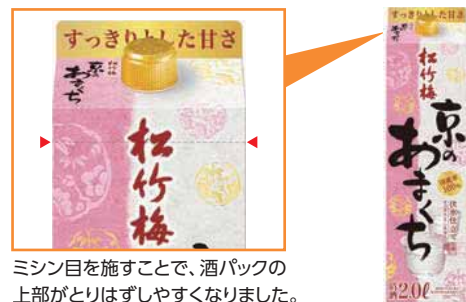 すっきりとした甘さ
松竹梅
京の
あまくち
松竹梅
すっきりとした甘さ
松竹梅
京の
あまくち
2.0ℓ
ミシン目を施すことで、酒パックの
上部がとりはずしやすくなりました。